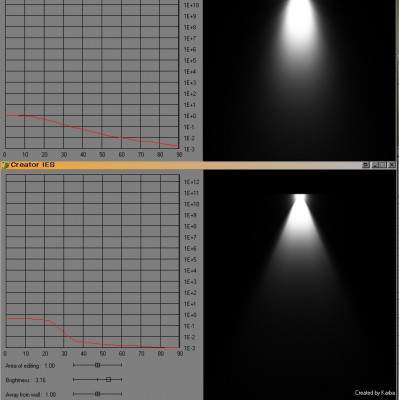 1E+10
1E+9
1E+8
1E+7
1E+6
1E+5
1E+4
1E+3
1E+2
1E+1
1E+0
1E-1
1E-2
1E-3
0 10 20 30 40 50 60 70 80 90
Creator IES
1E+12
1E+11
1E+10
1E+9
1E+8
1E+7
1E+6
1E+5
1E+4
1E+3
1E+2
1E+1
1E+0
1E-1
1E-2
1E-3
0 10 20 30 40 50 60 70 80 90
Area of editing : 1.00
Brightness : 3.16
Array from wall : 1.00
Created by Karba